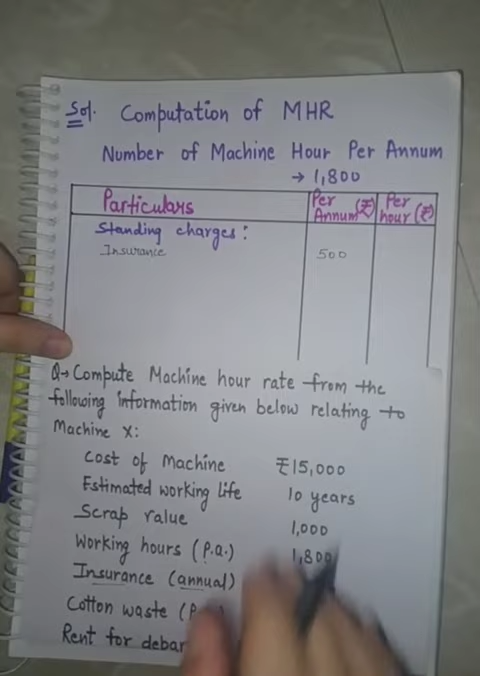 Sol. Computation of MHR
Number of Machine Hour Per Annum
→ 1,800
Particulars Per Annum (₹) Per hour (₹)
Standing charges:
Insurance 500
Q→ Compute Machine hour rate from the
following information given below relating to
Machine X:
Cost of Machine ₹15,000
Estimated working life 10 years
Scrap value 1,000
Working hours (P.a.) 1,800
Insurance (annual)
Cotton waste
Rent for